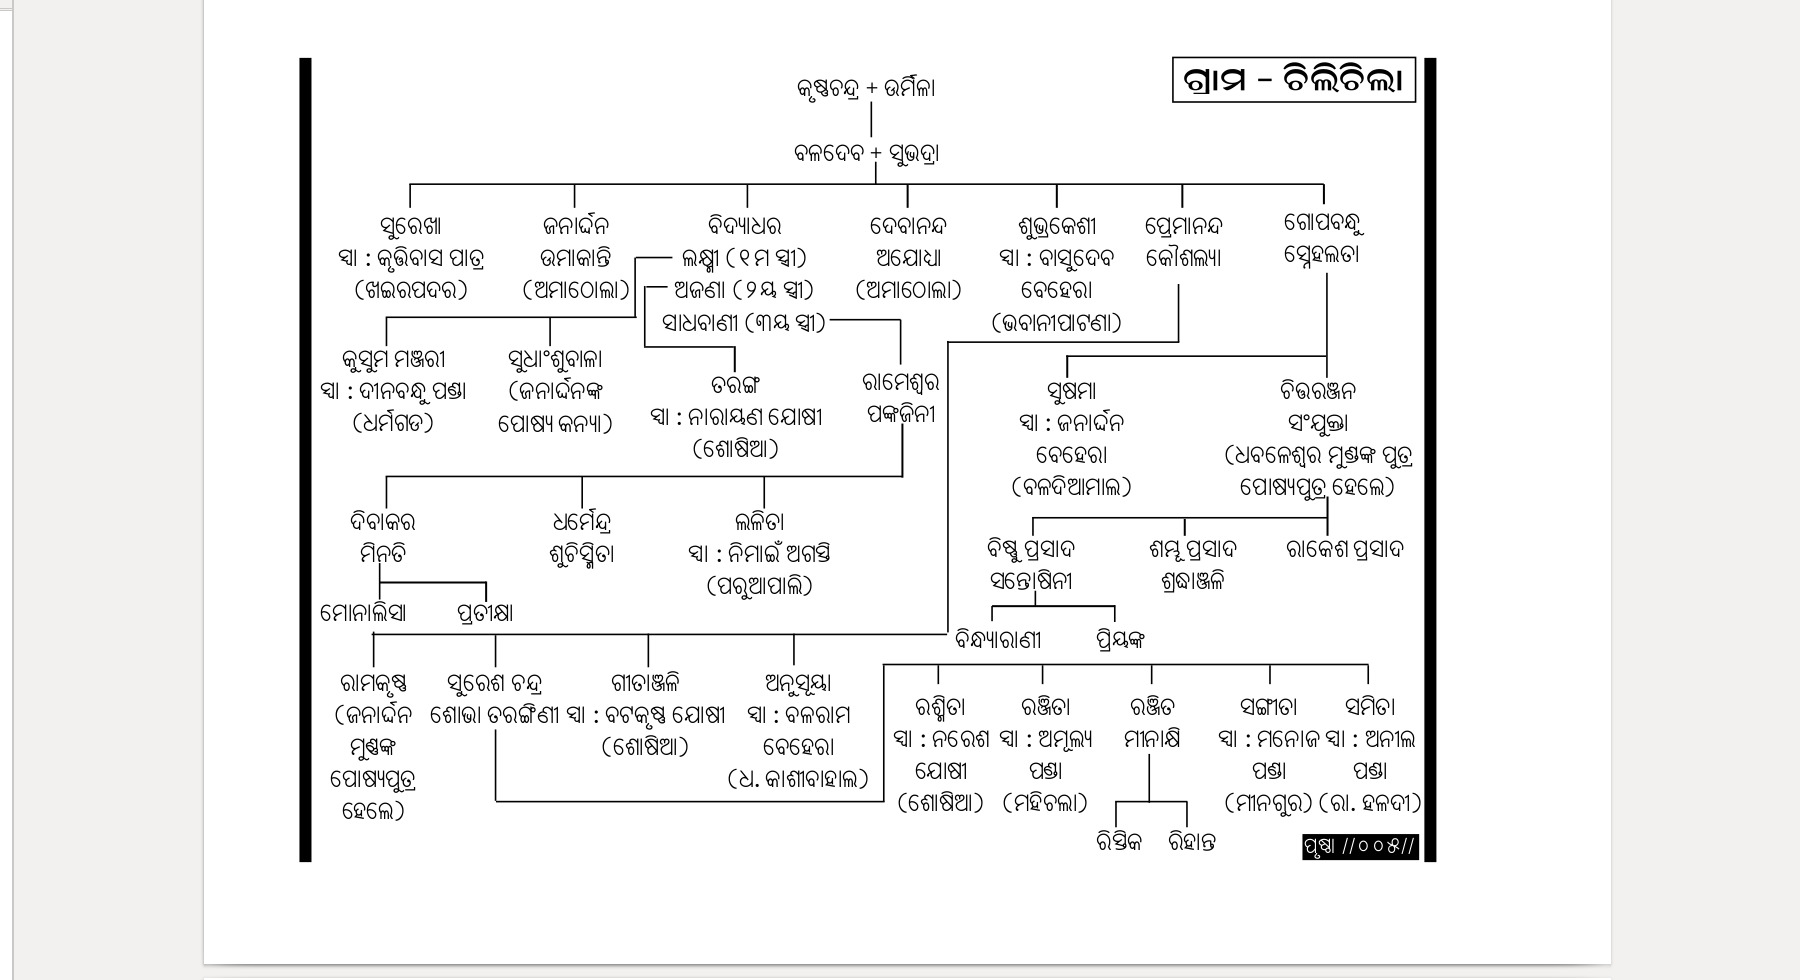 ଗ୍ରାମ - ଚିଲିଚିଲା
କୃଷ୍ଣଚନ୍ଦ୍ର + ଉର୍ମିଳା
ବଳଦେବ + ସୁଭଦ୍ରା
ସୁରେଖା
ସ୍ୱା : କୃତ୍ତିବାସ ପାତ୍ର
(ଖଇରପଦର)
ଜନାର୍ଦ୍ଦନ
ଉମାକାନ୍ତି
(ଅମାଠୋଲା)
ବିଦ୍ୟାଧର
ଲକ୍ଷ୍ମୀ (୧ମ ସ୍ତ୍ରୀ)
ଅଜଣା (୨ୟ ସ୍ତ୍ରୀ)
ସାଧବାଣୀ (୩ୟ ସ୍ତ୍ରୀ)
ଦେବାନନ୍ଦ
ଅଯୋଧ୍ୟା
(ଅମାଠୋଲା)
ଶୁଭ୍ରକେଶୀ
ସ୍ୱା : ବାସୁଦେବ
ବେହେରା
(ଭବାନୀପାଟଣା)
ପ୍ରେମାନନ୍ଦ
କୌଶଲ୍ୟା
ଗୋପବନ୍ଧୁ
ସ୍ନେହଲତା
କୁସୁମ ମଞ୍ଜରୀ
ସ୍ୱା : ଦୀନବନ୍ଧୁ ପଣ୍ଡା
(ଧର୍ମଗଡ)
ସୁଧାଂଶୁବାଳା
(ଜନାର୍ଦ୍ଦନଙ୍କ
ପୋଷ୍ୟ କନ୍ୟା)
ତରଙ୍ଗ
ସ୍ୱା : ନାରାୟଣ ଯୋଷୀ
(ଶୋଷିଆ)
ରାମେଶ୍ୱର
ପଙ୍କଜିନୀ
ସୁଷମା
ସ୍ୱା : ଜନାର୍ଦ୍ଦନ
ବେହେରା
(ବଳଦିଆମାଲ)
ଚିତ୍ତରଞ୍ଜନ
ସଂଯୁକ୍ତା
(ଧବଳେଶ୍ୱର ମୁଣ୍ଡଙ୍କ ପୁତ୍ର
ପୋଷ୍ୟପୁତ୍ର ହେଲେ)
ଦିବାକର
ମିନତି
ଧର୍ମେନ୍ଦ୍ର
ଶୁଚିସ୍ମିତା
ଲଳିତା
ସ୍ୱା : ନିମାଇଁ ଅଗସ୍ତି
(ପରୁଆପାଲି)
ବିଷ୍ଣୁ ପ୍ରସାଦ
ସନ୍ତୋଷିନୀ
ଶମ୍ଭୂ ପ୍ରସାଦ
ଶ୍ରଦ୍ଧାଞ୍ଜଳି
ରାକେଶ ପ୍ରସାଦ
ମୋନାଲିସା
ପ୍ରତୀକ୍ଷା
ବିନ୍ଧ୍ୟାରାଣୀ
ପ୍ରିୟଙ୍କ
ରାମକୃଷ୍ଣ
(ଜନାର୍ଦ୍ଦନ
ମୁଣ୍ଡଙ୍କ
ପୋଷ୍ୟପୁତ୍ର
ହେଲେ)
ସୁରେଶ ଚନ୍ଦ୍ର
ଶୋଭା ତରଙ୍ଗିଣୀ
ଗୀତାଞ୍ଜଳି
ସ୍ୱା : ବଟକୃଷ୍ଣ ଯୋଷୀ
(ଶୋଷିଆ)
ଅନୁସୂୟା
ସ୍ୱା : ବଳରାମ
ବେହେରା
(ଧ. କାଶୀବାହାଲ)
ରଶ୍ମିତା
ସ୍ୱା : ନରେଶ
ଯୋଷୀ
(ଶୋଷିଆ)
ରଞ୍ଜିତା
ସ୍ୱା : ଅମୂଲ୍ୟ
ପଣ୍ଡା
(ମହିଚଲା)
ରଞ୍ଜିତ
ମୀନାକ୍ଷି
ସଙ୍ଗୀତା
ସ୍ୱା : ମନୋଜ
ପଣ୍ଡା
(ମୀନଗୁର)
ସମିତା
ସ୍ୱା : ଅନୀଲ
ପଣ୍ଡା
(ରା. ହଳଦୀ)
ରିସ୍ତିକ
ରିହାନ୍ତ
ପୃଷ୍ଠା //୦୦୫//